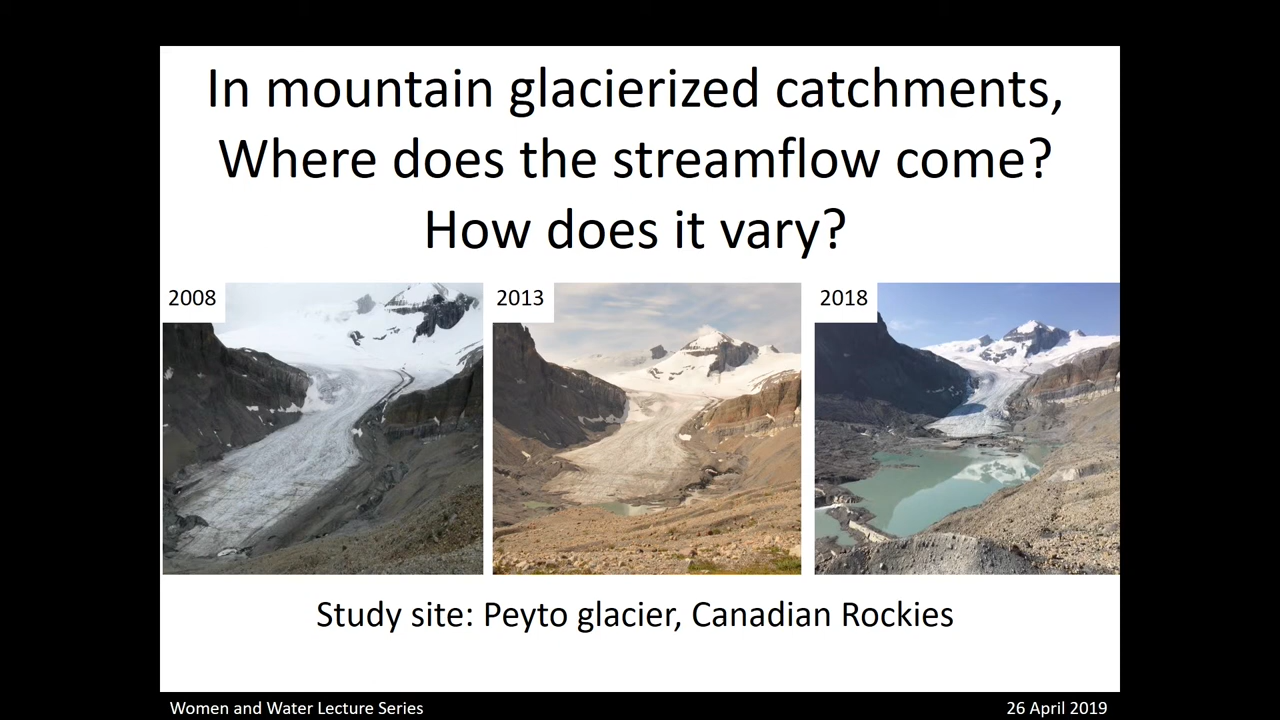 In mountain glacierized catchments,
Where does the streamflow come?
How does it vary?
2008
2013
2018
Study site: Peyto glacier, Canadian Rockies
Women and Water Lecture Series
26 April 2019